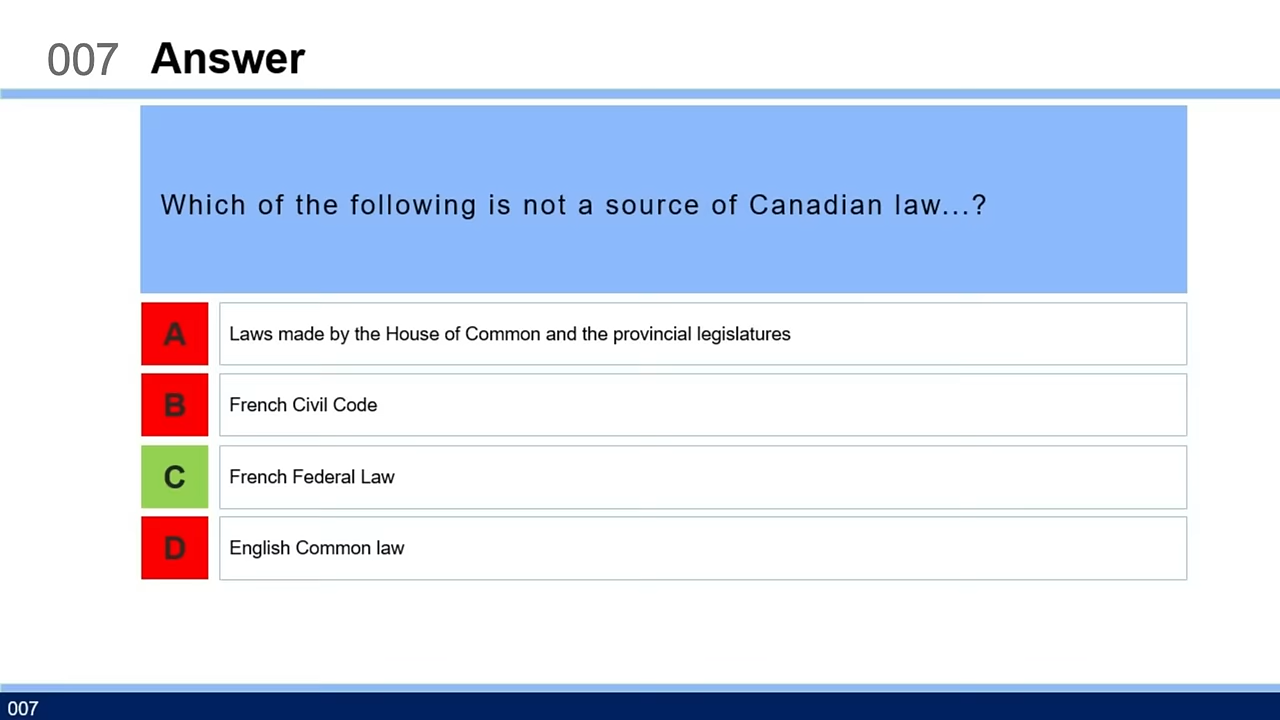 007 Answer
Which of the following is not a source of Canadian law...?
A Laws made by the House of Common and the provincial legislatures
B French Civil Code
C French Federal Law
D English Common law
007